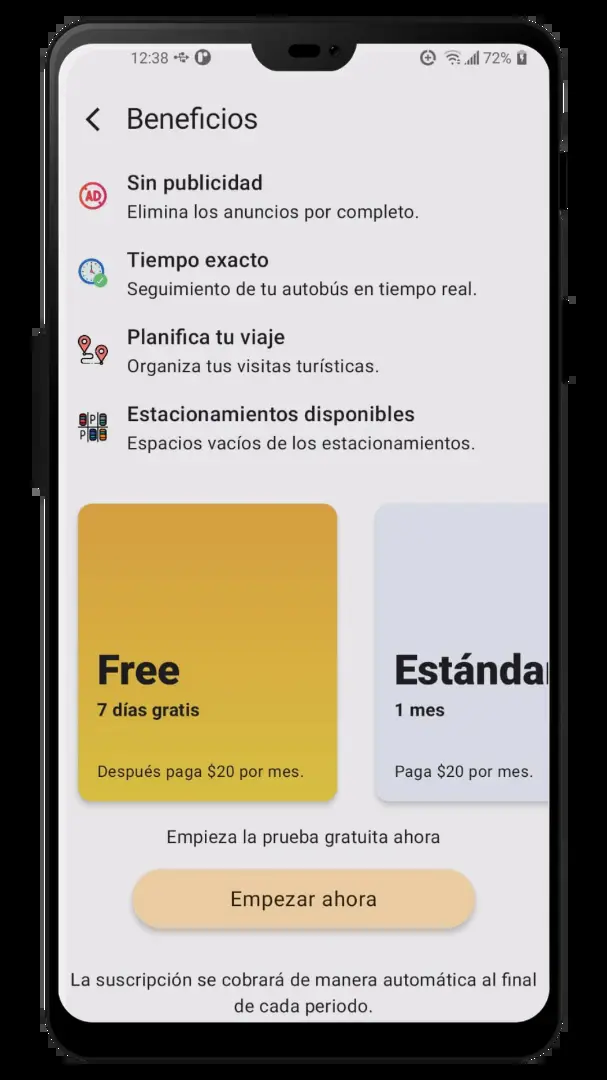 12:38
72%
Beneficios
AD
Sin publicidad
Elimina los anuncios por completo.
Tiempo exacto
Seguimiento de tu autobús en tiempo real.
Planifica tu viaje
Organiza tus visitas turísticas.
P
P
Estacionamientos disponibles
Espacios vacíos de los estacionamientos.
Free
7 días gratis
Después paga $20 por mes.
Estánda
1 mes
Paga $20 por mes.
Empieza la prueba gratuita ahora
Empezar ahora
La suscripción se cobrará de manera automática al final
de cada periodo.